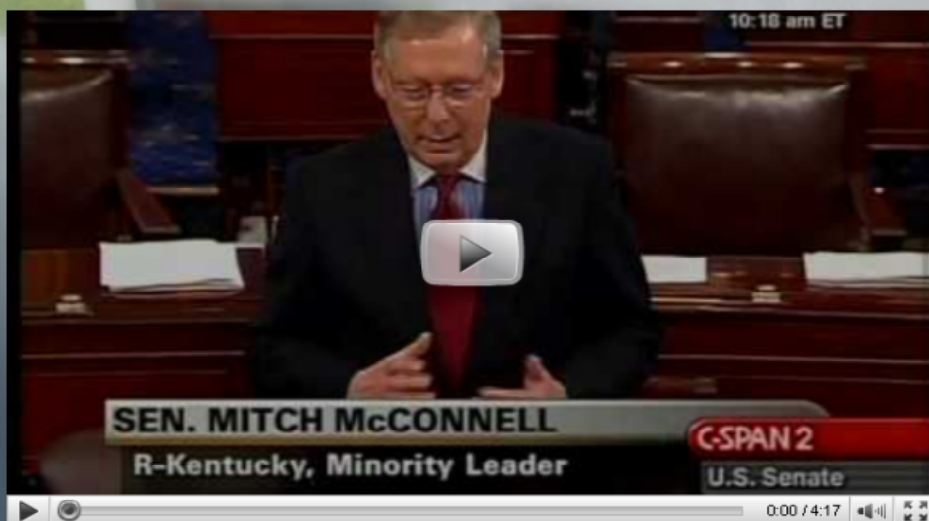 10:18 am ET
SEN. MITCH McCONNELL
R-Kentucky, Minority Leader
C-SPAN 2
U.S. Senate
0:00 / 4:17